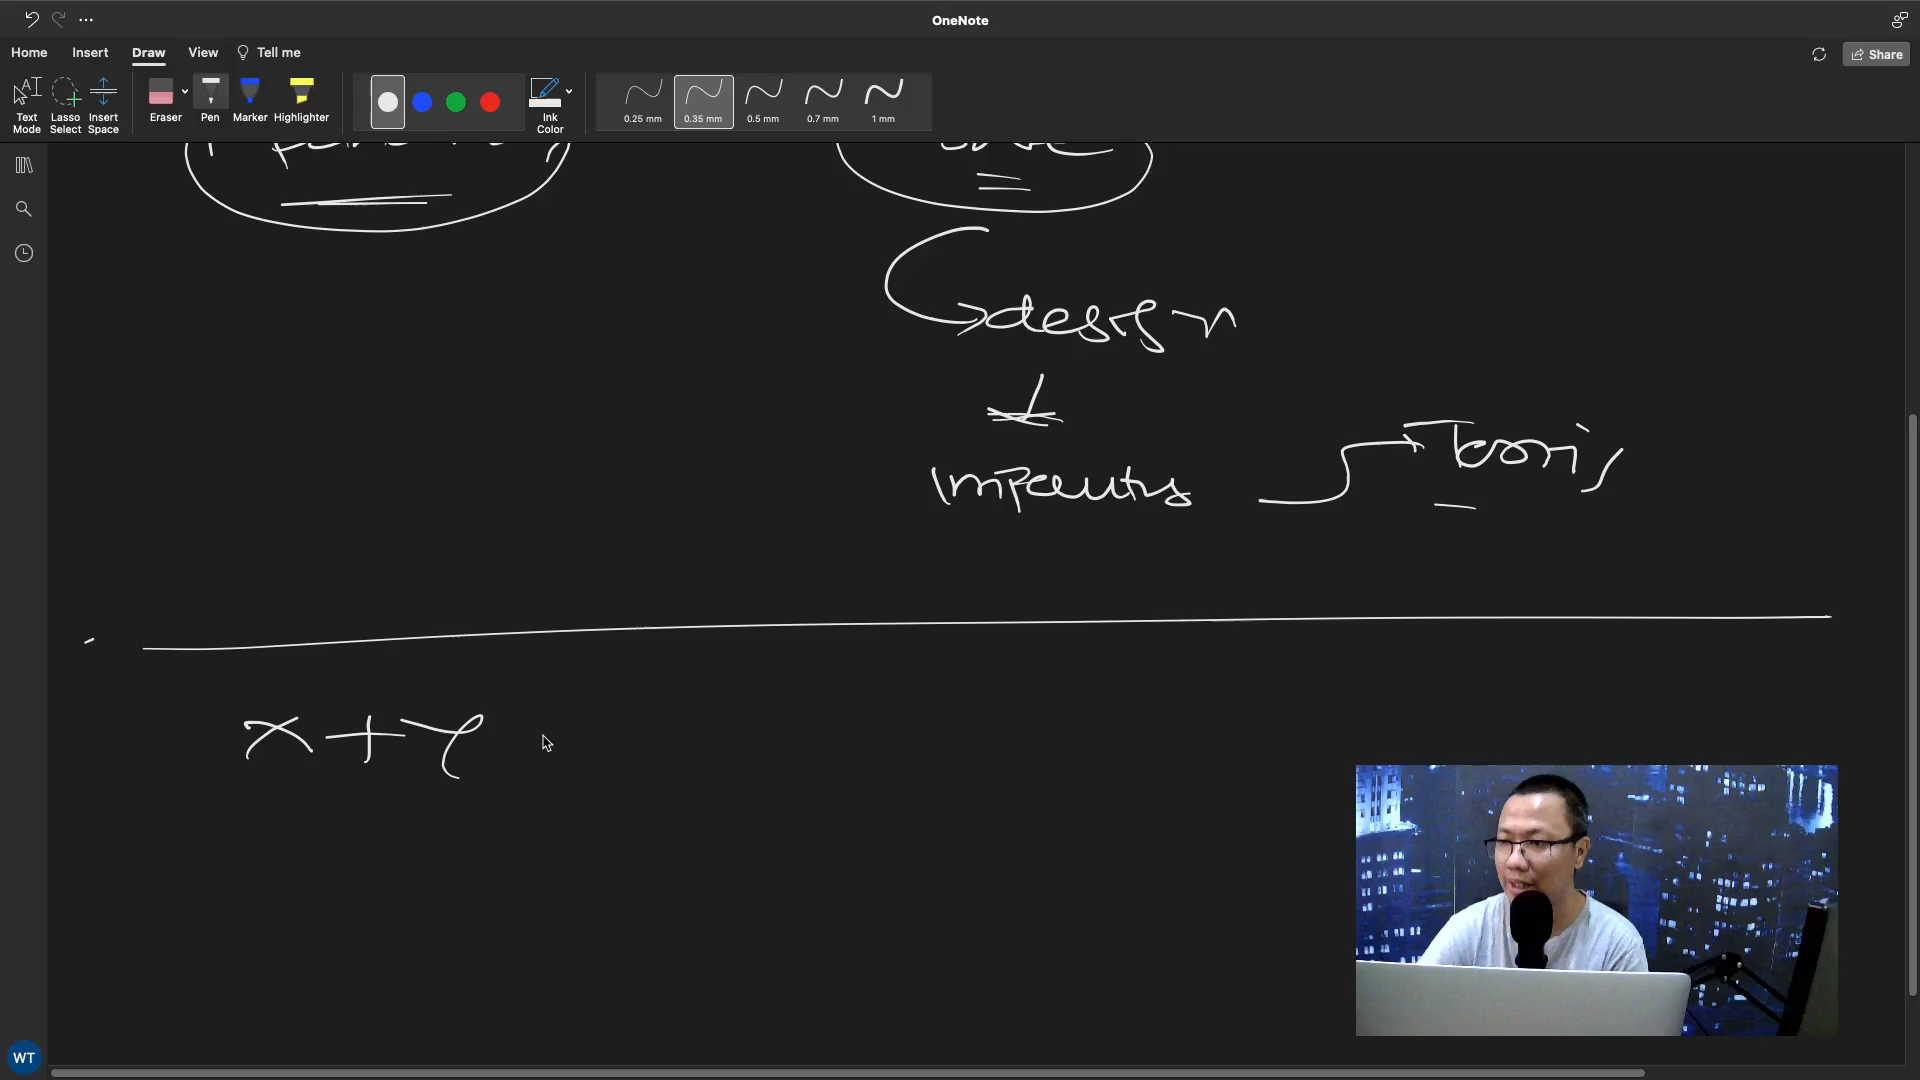 OneNote
Home Insert Draw View Tell me
Share
Text Mode
Lasso Select
Insert Space
Eraser
Pen
Marker
Highlighter
Ink Color
0.25 mm
0.35 mm
0.5 mm
0.7 mm
1 mm
design
x+y
WT